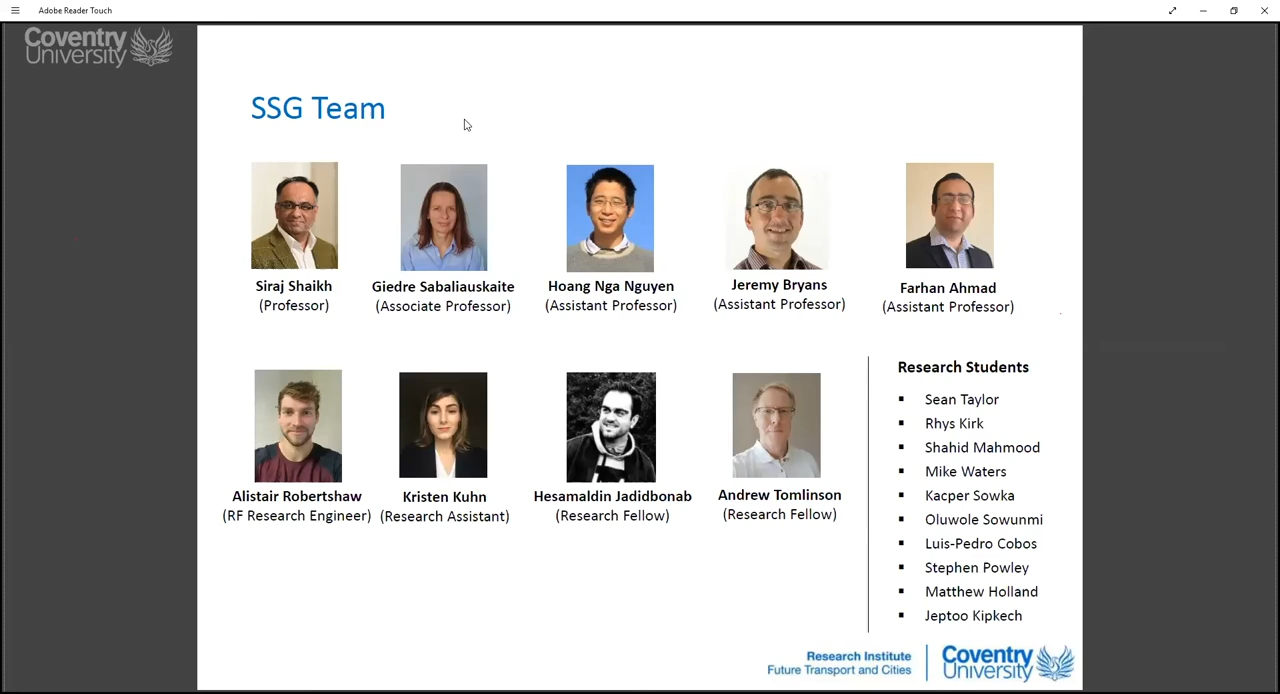 Adobe Reader Touch
Coventry
University
SSG Team
Siraj Shaikh
(Professor)
Giedre Sabaliauskaite
(Associate Professor)
Hoang Nga Nguyen
(Assistant Professor)
Jeremy Bryans
(Assistant Professor)
Farhan Ahmad
(Assistant Professor)
Alistair Robertshaw
(RF Research Engineer)
Kristen Kuhn
(Research Assistant)
Hesamaldin Jadidbonab
(Research Fellow)
Andrew Tomlinson
(Research Fellow)
Research Students
▪ Sean Taylor
▪ Rhys Kirk
▪ Shahid Mahmood
▪ Mike Waters
▪ Kacper Sowka
▪ Oluwole Sowunmi
▪ Luis-Pedro Cobos
▪ Stephen Powley
▪ Matthew Holland
▪ Jeptoo Kipkech
Research Institute
Future Transport and Cities
Coventry
University